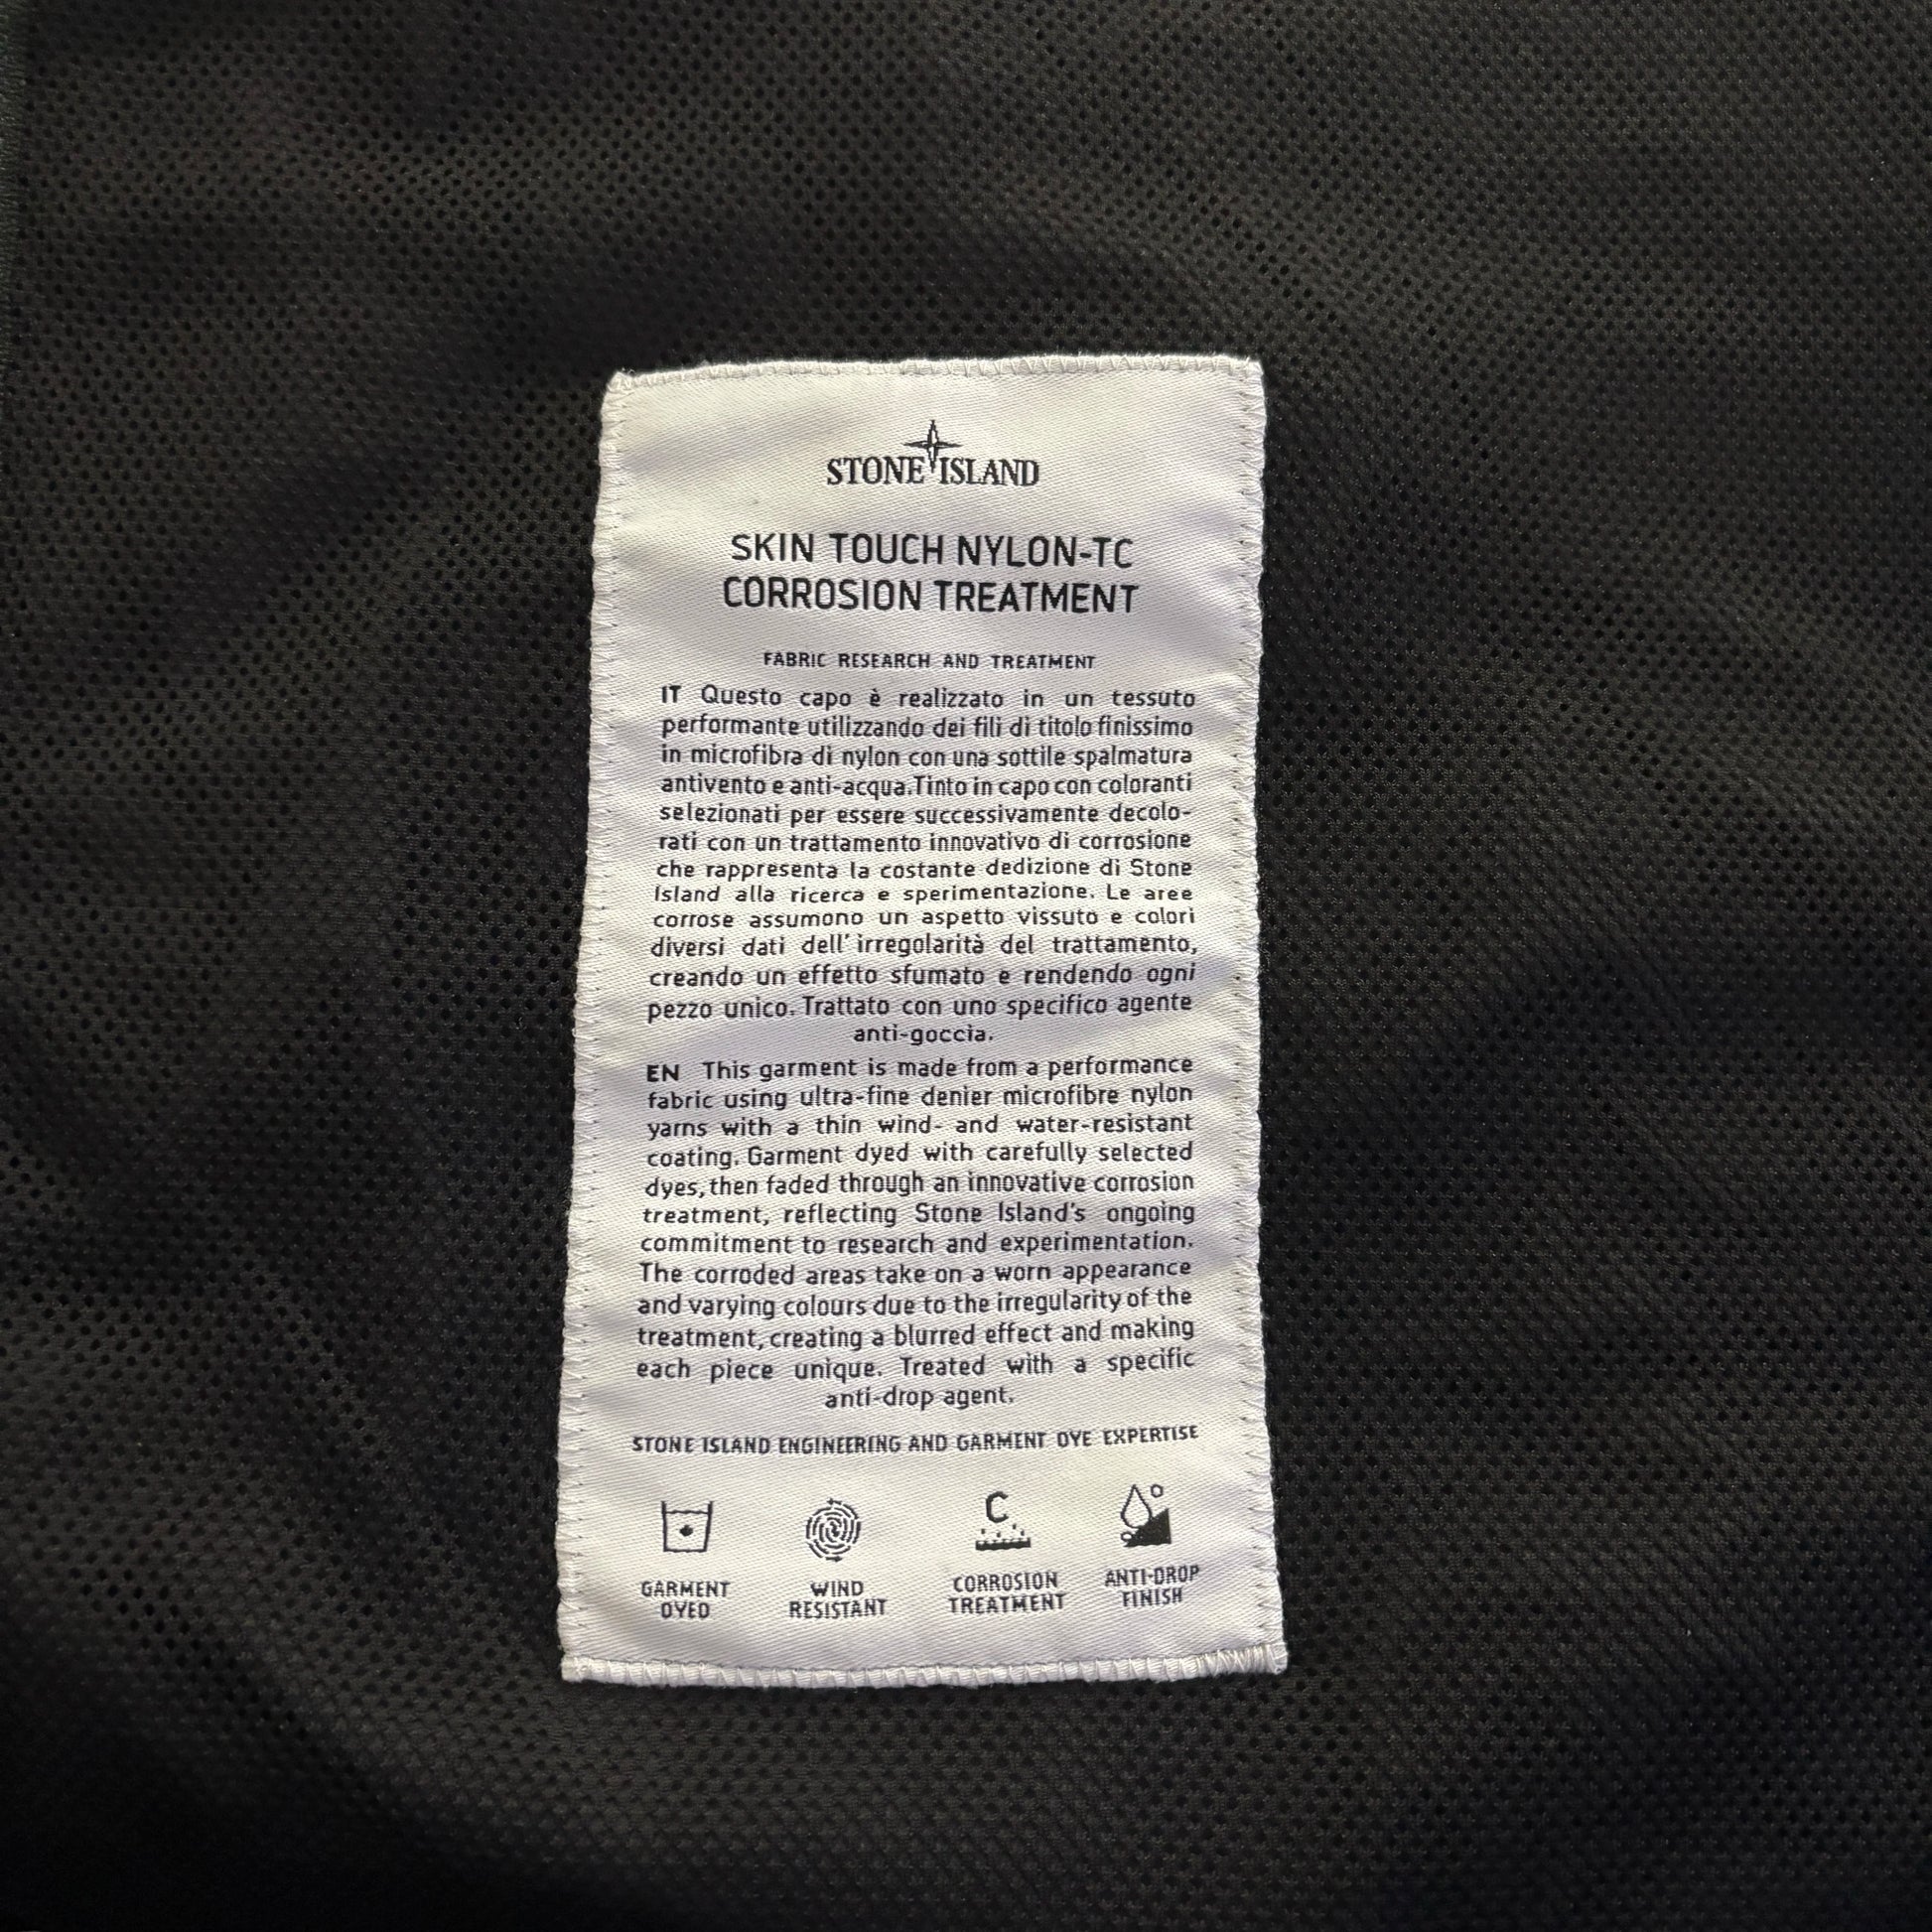 STONE ISLAND
SKIN TOUCH NYLON-TC
CORROSION TREATMENT
FABRIC RESEARCH AND TREATMENT
IT Questo capo è realizzato in un tessuto
performante utilizzando dei fili di titolo finissimo
in microfibra di nylon con una sottile spalmatura
antivento e anti-acqua.Tinto in capo con coloranti
selezionati per essere successivamente decolo-
rati con un trattamento innovativo di corrosione
che rappresenta la costante dedizione di Stone
Island alla ricerca e sperimentazione. Le aree
corrose assumono un aspetto vissuto e colori
diversi dati dell'irregolarità del trattamento,
creando un effetto sfumato e rendendo ogni
pezzo unico. Trattato con uno specifico agente
anti-goccia.
EN This garment is made from a performance
fabric using ultra-fine denier microfibre nylon
yarns with a thin wind- and water-resistant
coating. Garment dyed with carefully selected
dyes, then faded through an innovative corrosion
treatment, reflecting Stone Island's ongoing
commitment to research and experimentation.
The corroded areas take on a worn appearance
and varying colours due to the irregularity of the
treatment, creating a blurred effect and making
each piece unique. Treated with a specific
anti-drop agent.
STONE ISLAND ENGINEERING AND GARMENT DYE EXPERTISE
C
GARMENT DYED
WIND RESISTANT
CORROSION TREATMENT
ANTI-DROP FINISH